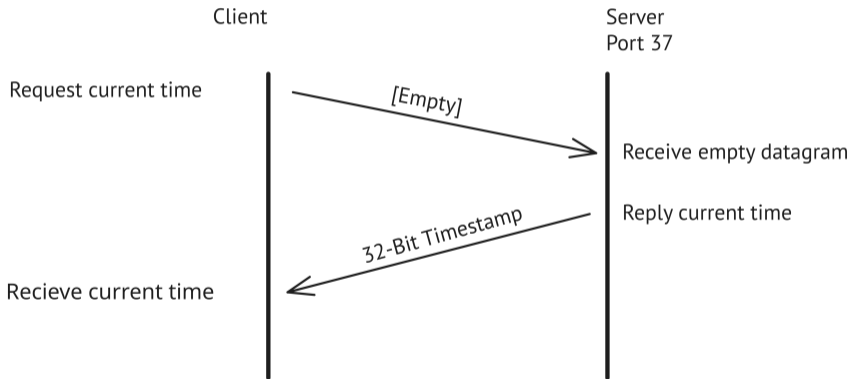 Client
Server
Port 37
Request current time
[Empty]
Receive empty datagram
Reply current time
32-Bit Timestamp
Recieve current time